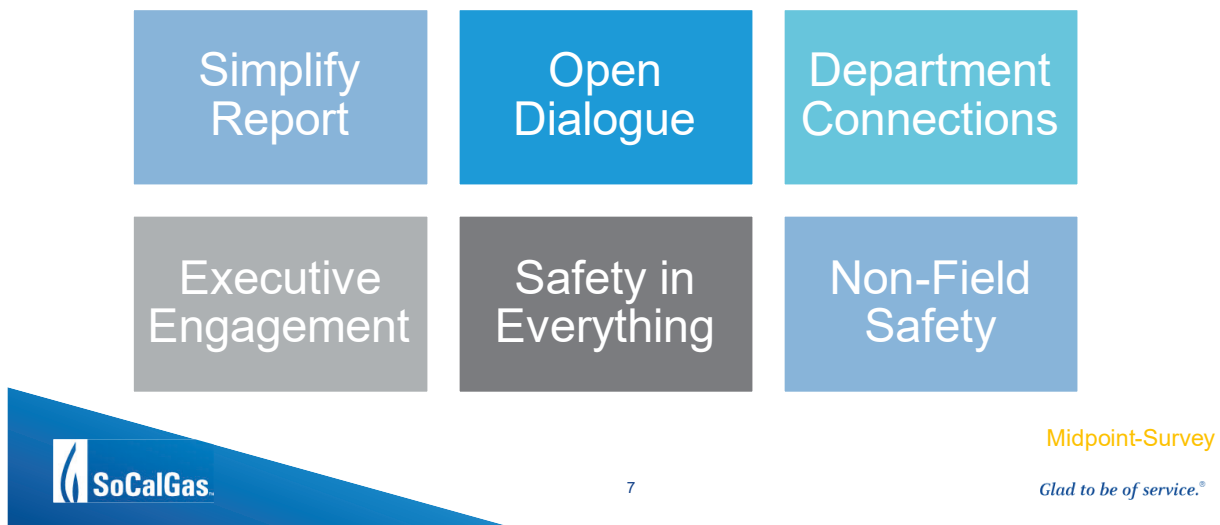 Simplify
Report
Open
Dialogue
Department
Connections
Executive
Engagement
Safety in
Everything
Non-Field
Safety
Midpoint-Survey
SoCalGas™
7
Glad to be of service.®